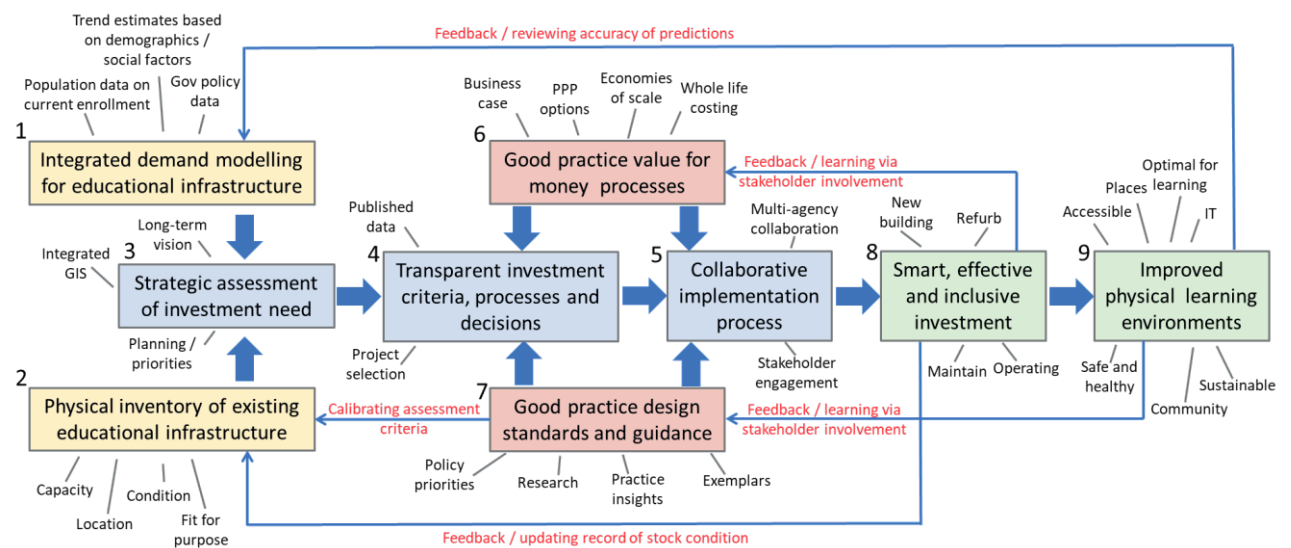 Trend estimates based
on demographics /
social factors
Population data on
current enrollment
Gov policy
data
Feedback / reviewing accuracy of predictions
1
Integrated demand modelling
for educational infrastructure
Business
case
PPP
options
Economies
of scale
Whole life
costing
6
Good practice value for
money processes
Feedback / learning via
stakeholder involvement
Integrated
GIS
Long-term
vision
3
Strategic assessment
of investment need
Planning /
priorities
Published
data
4
Transparent investment
criteria, processes and
decisions
Project
selection
Multi-agency
collaboration
5
Collaborative
implementation
process
Stakeholder
engagement
New
building
Refurb
8
Smart, effective
and inclusive
investment
Maintain
Operating
Accessible
Places
Optimal for
learning
IT
9
Improved
physical learning
environments
Safe and
healthy
Community
Sustainable
2
Physical inventory of existing
educational infrastructure
Capacity
Location
Condition
Fit for
purpose
Calibrating assessment
criteria
7
Good practice design
standards and guidance
Policy
priorities
Research
Practice
insights
Exemplars
Feedback / learning via
stakeholder involvement
Feedback / updating record of stock condition